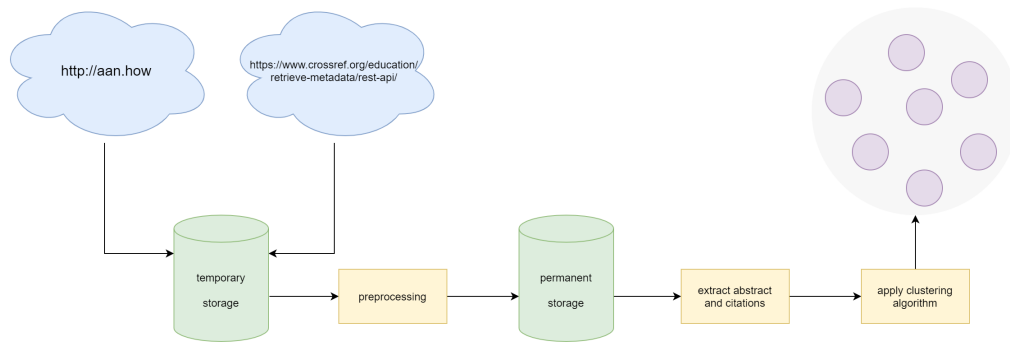 http://aan.how
https://www.crossref.org/education/
retrieve-metadata/rest-api/
temporary
storage
preprocessing
permanent
storage
extract abstract
and citations
apply clustering
algorithm